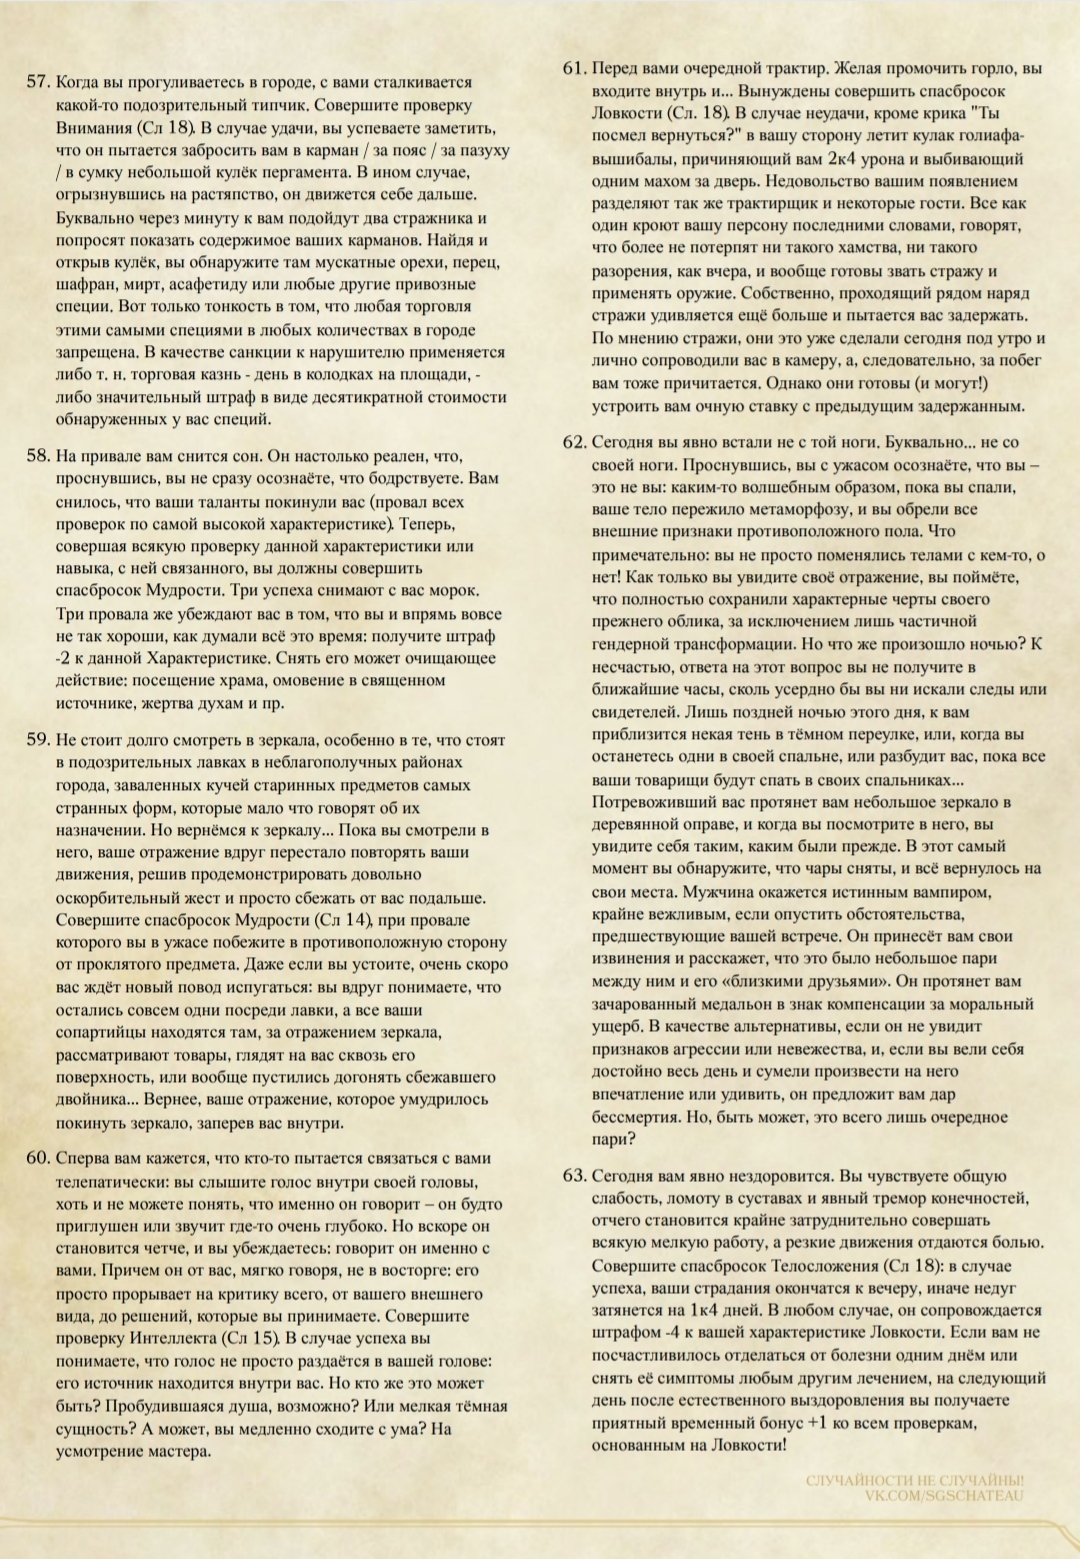 57. Когда вы прогуливаетесь в городе, с вами сталкивается
какой-то подозрительный типчик. Совершите проверку
Внимания (Сл 18). В случае удачи, вы успеваете заметить,
что он пытается забросить вам в карман / за пояс / за пазуху
/ в сумку небольшой кулёк пергамента. В ином случае,
огрызнувшись на растяпство, он движется себе дальше.
Буквально через минуту к вам подойдут два стражника и
попросят показать содержимое ваших карманов. Найдя и
открыв кулёк, вы обнаружите там мускатные орехи, перец,
шафран, мирт, асафетиду или любые другие привозные
специи. Вот только тонкость в том, что любая торговля
этими самыми специями в любых количествах в городе
запрещена. В качестве санкции к нарушителю применяется
либо т. н. торговая казнь - день в колодках на площади, -
либо значительный штраф в виде десятикратной стоимости
обнаруженных у вас специй.
58. На привале вам снится сон. Он настолько реален, что,
проснувшись, вы не сразу осознаёте, что бодрствуете. Вам
снилось, что ваши таланты покинули вас (провал всех
проверок по самой высокой характеристике). Теперь,
совершая всякую проверку данной характеристики или
навыка, с ней связанного, вы должны совершить
спасбросок Мудрости. Три успеха снимают с вас морок.
Три провала же убеждают вас в том, что вы и впрямь вовсе
не так хороши, как думали всё это время: получите штраф
-2 к данной Характеристике. Снять его может очищающее
действие: посещение храма, омовение в священном
источнике, жертва духам и пр.
59. Не стоит долго смотреть в зеркала, особенно в те, что стоят
в подозрительных лавках в неблагополучных районах
города, заваленных кучей старинных предметов самых
странных форм, которые мало что говорят об их
назначении. Но вернёмся к зеркалу... Пока вы смотрели в
него, ваше отражение вдруг перестало повторять ваши
движения, решив продемонстрировать довольно
оскорбительный жест и просто сбежать от вас подальше.
Совершите спасбросок Мудрости (Сл 14), при провале
которого вы в ужасе побежите в противоположную сторону
от проклятого предмета. Даже если вы устоите, очень скоро
вас ждёт новый повод испугаться: вы вдруг понимаете, что
остались совсем одни посреди лавки, а все ваши
сопартийцы находятся там, за отражением зеркала,
рассматривают товары, глядят на вас сквозь его
поверхность, или вообще пустились догонять сбежавшего
двойника... Вернее, ваше отражение, которое умудрилось
покинуть зеркало, заперев вас внутри.
60. Сперва вам кажется, что кто-то пытается связаться с вами
телепатически: вы слышите голос внутри своей головы,
хоть и не можете понять, что именно он говорит – он будто
приглушен или звучит где-то очень глубоко. Но вскоре он
становится четче, и вы убеждаетесь: говорит он именно с
вами. Причем он от вас, мягко говоря, не в восторге: его
просто прорывает на критику всего, от вашего внешнего
вида, до решений, которые вы принимаете. Совершите
проверку Интеллекта (Сл 15). В случае успеха вы
понимаете, что голос не просто раздаётся в вашей голове:
его источник находится внутри вас. Но кто же это может
быть? Пробудившаяся душа, возможно? Или мелкая тёмная
сущность? А может, вы медленно сходите с ума? На
усмотрение мастера.
61. Перед вами очередной трактир. Желая промочить горло, вы
входите внутрь и... Вынуждены совершить спасбросок
Ловкости (Сл. 18). В случае неудачи, кроме крика "Ты
посмел вернуться?" в вашу сторону летит кулак голиафа-
вышибалы, причиняющий вам 2к4 урона и выбивающий
одним махом за дверь. Недовольство вашим появлением
разделяют так же трактирщик и некоторые гости. Все как
один кроют вашу персону последними словами, говорят,
что более не потерпят ни такого хамства, ни такого
разорения, как вчера, и вообще готовы звать стражу и
применять оружие. Собственно, проходящий рядом наряд
стражи удивляется ещё больше и пытается вас задержать.
По мнению стражи, они это уже сделали сегодня под утро и
лично сопроводили вас в камеру, а, следовательно, за побег
вам тоже причитается. Однако они готовы (и могут!)
устроить вам очную ставку с предыдущим задержанным.
62. Сегодня вы явно встали не с той ноги. Буквально... не со
своей ноги. Проснувшись, вы с ужасом осознаёте, что вы –
это не вы: каким-то волшебным образом, пока вы спали,
ваше тело пережило метаморфозу, и вы обрели все
внешние признаки противоположного пола. Что
примечательно: вы не просто поменялись телами с кем-то, о
нет! Как только вы увидите своё отражение, вы поймёте,
что полностью сохранили характерные черты своего
прежнего облика, за исключением лишь частичной
гендерной трансформации. Но что же произошло ночью? К
несчастью, ответа на этот вопрос вы не получите в
ближайшие часы, сколь усердно бы вы ни искали следы или
свидетелей. Лишь поздней ночью этого дня, к вам
приблизится некая тень в тёмном переулке, или, когда вы
останетесь одни в своей спальне, или разбудит вас, пока все
ваши товарищи будут спать в своих спальниках...
Потревоживший вас протянет вам небольшое зеркало в
деревянной оправе, и когда вы посмотрите в него, вы
увидите себя таким, каким были прежде. В этот самый
момент вы обнаружите, что чары сняты, и всё вернулось на
свои места. Мужчина окажется истинным вампиром,
крайне вежливым, если опустить обстоятельства,
предшествующие вашей встрече. Он принесёт вам свои
извинения и расскажет, что это было небольшое пари
между ним и его «близкими друзьями». Он протянет вам
зачарованный медальон в знак компенсации за моральный
ущерб. В качестве альтернативы, если он не увидит
признаков агрессии или невежества, и, если вы вели себя
достойно весь день и сумели произвести на него
впечатление или удивить, он предложит вам дар
бессмертия. Но, быть может, это всего лишь очередное
пари?
63. Сегодня вам явно нездоровится. Вы чувствуете общую
слабость, ломоту в суставах и явный тремор конечностей,
отчего становится крайне затруднительно совершать
всякую мелкую работу, а резкие движения отдаются болью.
Совершите спасбросок Телосложения (Сл 18): в случае
успеха, ваши страдания окончатся к вечеру, иначе недуг
затянется на 1к4 дней. В любом случае, он сопровождается
штрафом -4 к вашей характеристике Ловкости. Если вам не
посчастливилось отделаться от болезни одним днём или
снять её симптомы любым другим лечением, на следующий
день после естественного выздоровления вы получаете
приятный временный бонус +1 ко всем проверкам,
основанным на Ловкости!
СЛУЧАЙНОСТИ НЕ СЛУЧАЙНЫ!
VK.COM/SGSCHATEAU